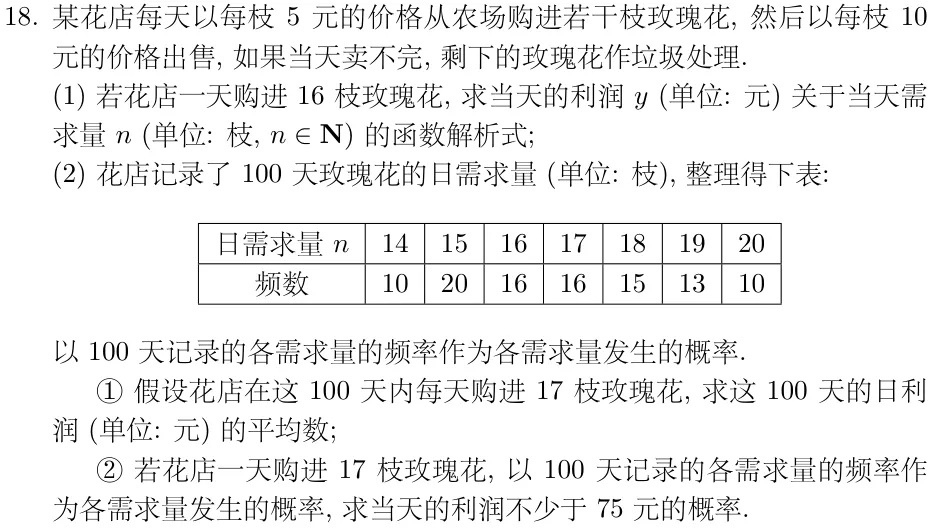 18. 某花店每天以每枝 5 元的价格从农场购进若干枝玫瑰花, 然后以每枝 10
元的价格出售, 如果当天卖不完, 剩下的玫瑰花作垃圾处理.
(1) 若花店一天购进 16 枝玫瑰花, 求当天的利润 y (单位: 元) 关于当天需
求量 n (单位: 枝, n ∈ N) 的函数解析式;
(2) 花店记录了 100 天玫瑰花的日需求量 (单位: 枝), 整理得下表:
日需求量 n 14 15 16 17 18 19 20
频数 10 20 16 16 15 13 10
以 100 天记录的各需求量的频率作为各需求量发生的概率.
① 假设花店在这 100 天内每天购进 17 枝玫瑰花, 求这 100 天的日利
润 (单位: 元) 的平均数;
② 若花店一天购进 17 枝玫瑰花, 以 100 天记录的各需求量的频率作
为各需求量发生的概率, 求当天的利润不少于 75 元的概率.